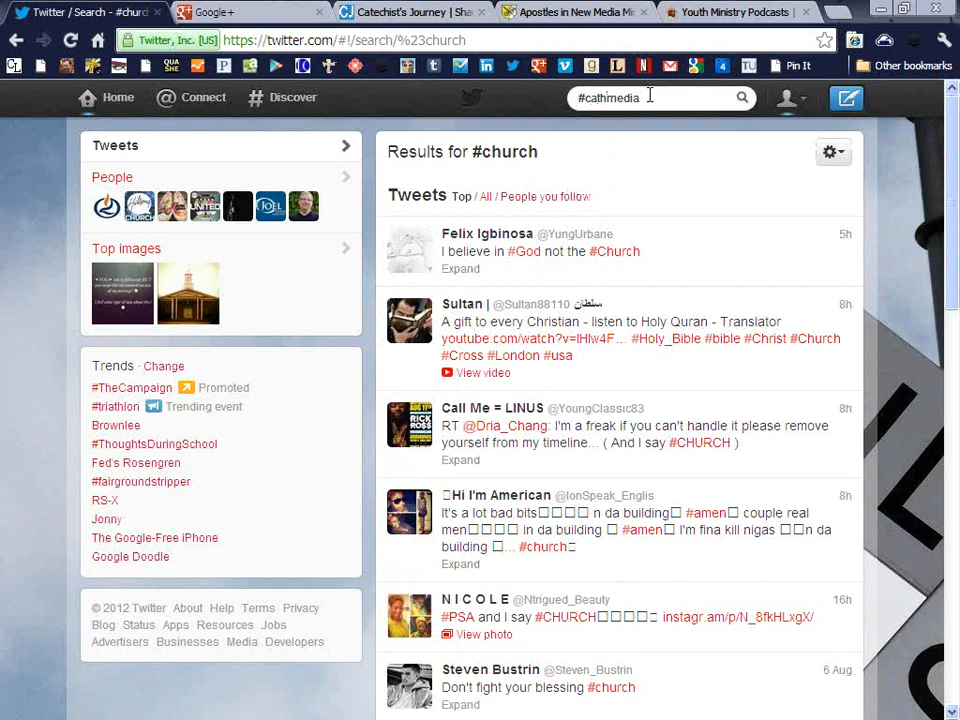 Twitter / Search - #churc
Google+
Catechist's Journey | Shar
Apostles in New Media Mi
Youth Ministry Podcasts |
Twitter, Inc. [US]
https://twitter.com/#!/search/%23church
QUA SHE
Pin It
Other bookmarks
Home
Connect
Discover
#cathmedia
Tweets
People
Top images
Trends · Change
#TheCampaign Promoted
#triathlon Trending event
Brownlee
#ThoughtsDuringSchool
Fed's Rosengren
#fairgroundstripper
RS-X
Jonny
The Google-Free iPhone
Google Doodle
© 2012 Twitter About Help Terms Privacy
Blog Status Apps Resources Jobs
Advertisers Businesses Media Developers
Results for #church
Tweets Top / All / People you follow
Felix Igbinosa @YungUrbane 5h
I believe in #God not the #Church
Expand
Sultan | سلطان @Sultan88110 8h
A gift to every Christian - listen to Holy Quran - Translator
youtube.com/watch?v=IHlw4F... #Holy_Bible #bible #Christ #Church
#Cross #London #usa
View video
Call Me = LINUS @YoungClassic83 8h
RT @Dria_Chang: I'm a freak if you can't handle it please remove
yourself from my timeline... ( And I say #CHURCH )
Expand
Hi I'm American @IonSpeak_Englis 8h
It's a lot bad bits n da building #amen couple real
men in da building #amen I'm fina kill nigas n da
building ... #church
Expand
N I C O L E @Ntrigued_Beauty 16h
#PSA and I say #CHURCH instagr.am/p/N_8fkHLxgX/
View photo
Steven Bustrin @Steven_Bustrin 6 Aug
Don't fight your blessing #church
Expand